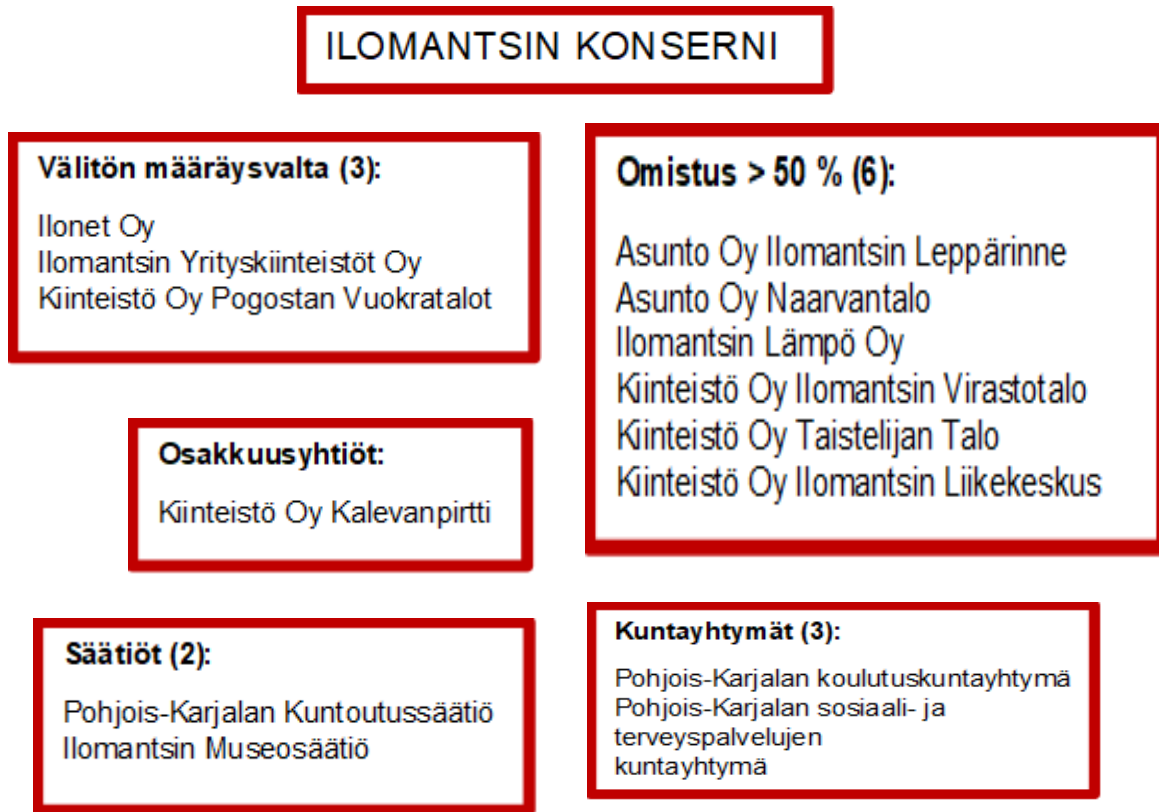 ILOMANTSIN KONSERNI
Välitön määräysvalta (3):
Ilonet Oy
Ilomantsin Yrityskiinteistöt Oy
Kiinteistö Oy Pogostan Vuokratalot
Omistus > 50 % (6):
Asunto Oy Ilomantsin Leppärinne
Asunto Oy Naarvantalo
Ilomantsin Lämpö Oy
Kiinteistö Oy Ilomantsin Virastotalo
Kiinteistö Oy Taistelijan Talo
Kiinteistö Oy Ilomantsin Liikekeskus
Osakkuusyhtiöt:
Kiinteistö Oy Kalevanpirtti
Säätiöt (2):
Pohjois-Karjalan Kuntoutussäätiö
Ilomantsin Museosäätiö
Kuntayhtymät (3):
Pohjois-Karjalan koulutuskuntayhtymä
Pohjois-Karjalan sosiaali- ja
terveyspalvelujen
kuntayhtymä